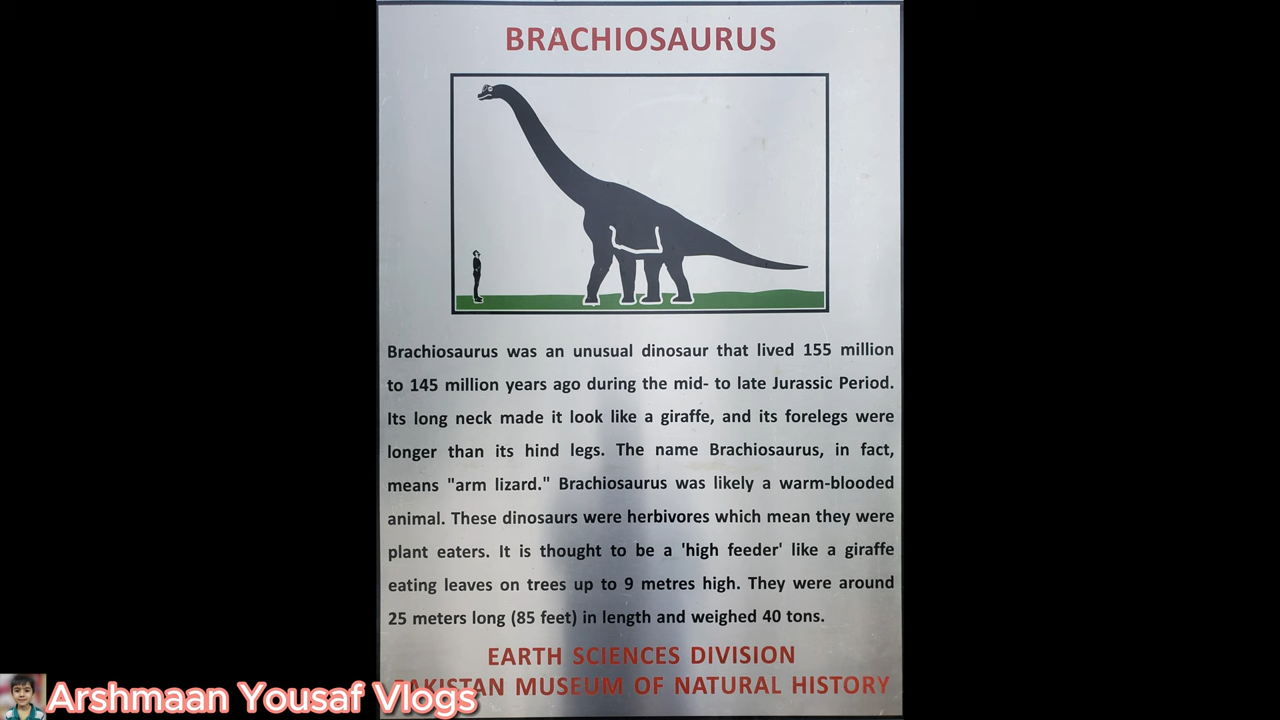 BRACHIOSAURUS
Brachiosaurus was an unusual dinosaur that lived 155 million
to 145 million years ago during the mid- to late Jurassic Period.
Its long neck made it look like a giraffe, and its forelegs were
longer than its hind legs. The name Brachiosaurus, in fact,
means "arm lizard." Brachiosaurus was likely a warm-blooded
animal. These dinosaurs were herbivores which mean they were
plant eaters. It is thought to be a 'high feeder' like a giraffe
eating leaves on trees up to 9 metres high. They were around
25 meters long (85 feet) in length and weighed 40 tons.
EARTH SCIENCES DIVISION
PAKISTAN MUSEUM OF NATURAL HISTORY
Arshmaan Yousaf Vlogs